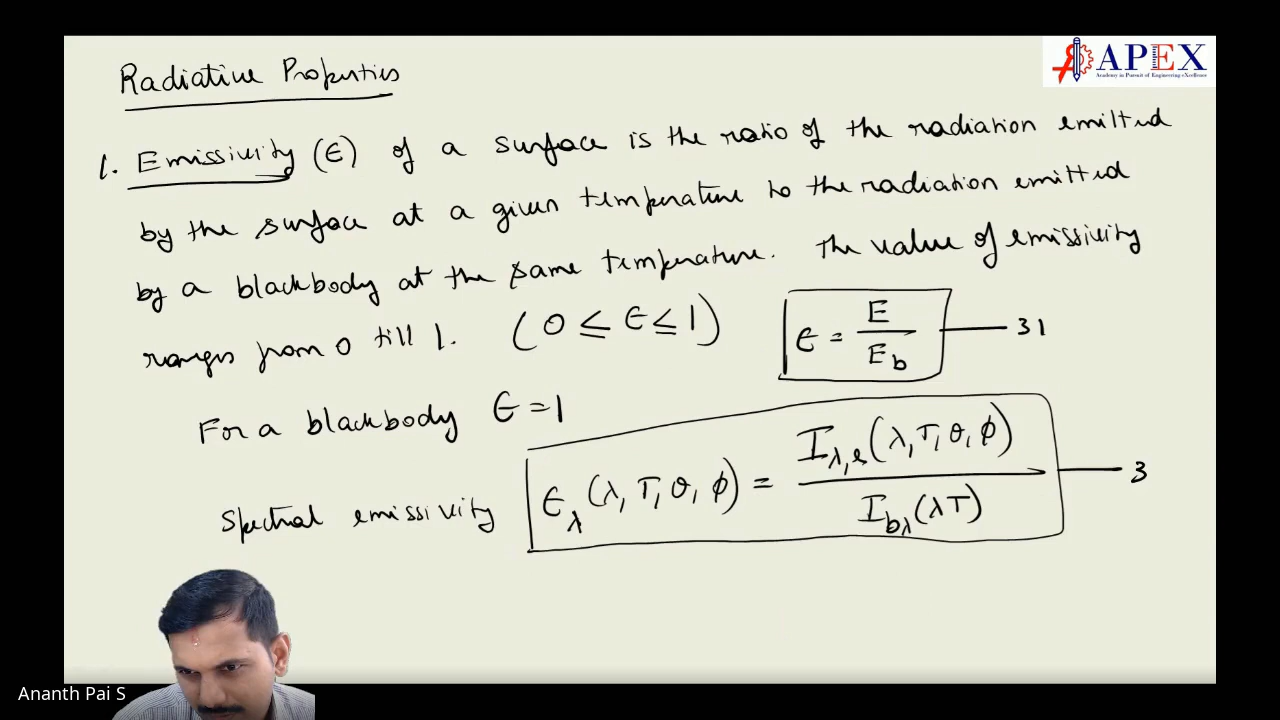 Radiative Properties
APEX
Academy in Pursuit of Engineering eXcellence
1. Emissivity (ϵ) of a surface is the ratio of the radiation emitted
by the surface at a given temperature to the radiation emitted
by a blackbody at the same temperature. The value of emissivity
ranges from 0 till 1. (0 ≤ ϵ ≤ 1) ϵ = E / E_b — 31
For a blackbody ϵ = 1
Spectral emissivity ϵ_λ (λ, T, θ, ϕ) = I_λ,e (λ, T, θ, ϕ) / I_bλ (λT) — 3
Ananth Pai S